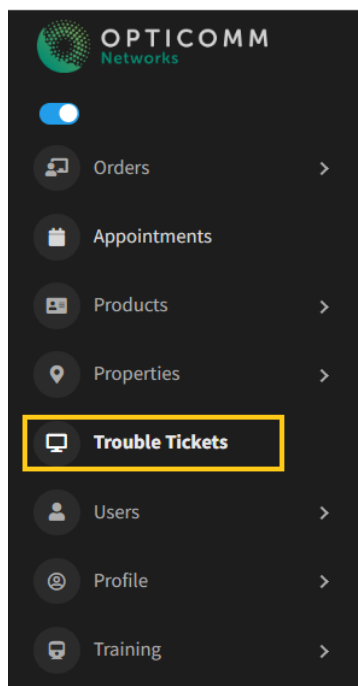 OPTICOMM
Networks
Orders
Appointments
Products
Properties
Trouble Tickets
Users
Profile
Training